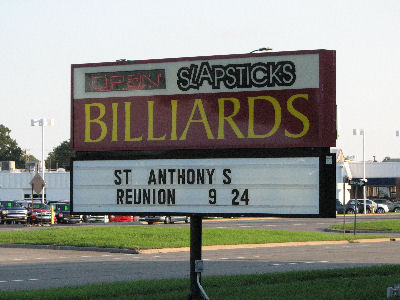 OPEN SLAPSTICKS
BILLIARDS
ST ANTHONY S
REUNION 9 24